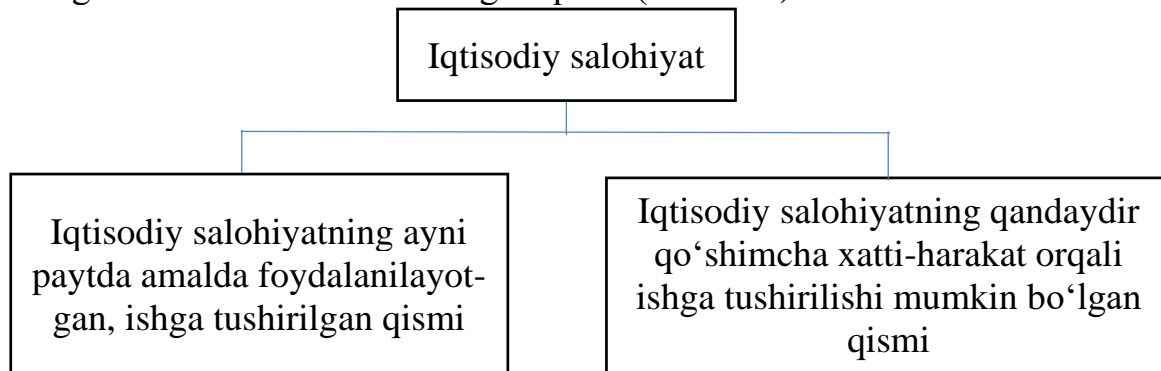 Iqtisodiy salohiyat
Iqtisodiy salohiyatning ayni
paytda amalda foydalanilayot-
gan, ishga tushirilgan qismi
Iqtisodiy salohiyatning qandaydir
qo‘shimcha xatti-harakat orqali
ishga tushirilishi mumkin bo‘lgan
qismi